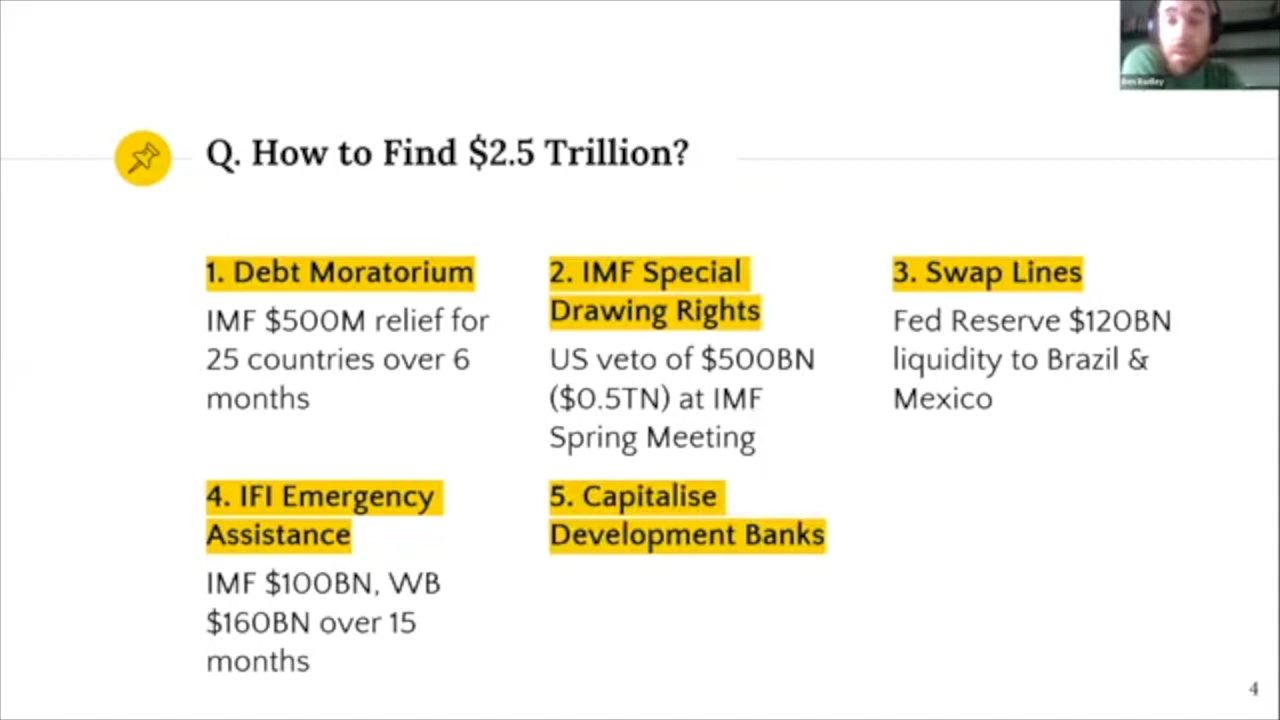 Ben Radley
Q. How to Find $2.5 Trillion?
1. Debt Moratorium
IMF $500M relief for
25 countries over 6
months
2. IMF Special
Drawing Rights
US veto of $500BN
($0.5TN) at IMF
Spring Meeting
3. Swap Lines
Fed Reserve $120BN
liquidity to Brazil &
Mexico
4. IFI Emergency
Assistance
IMF $100BN, WB
$160BN over 15
months
5. Capitalise
Development Banks
4